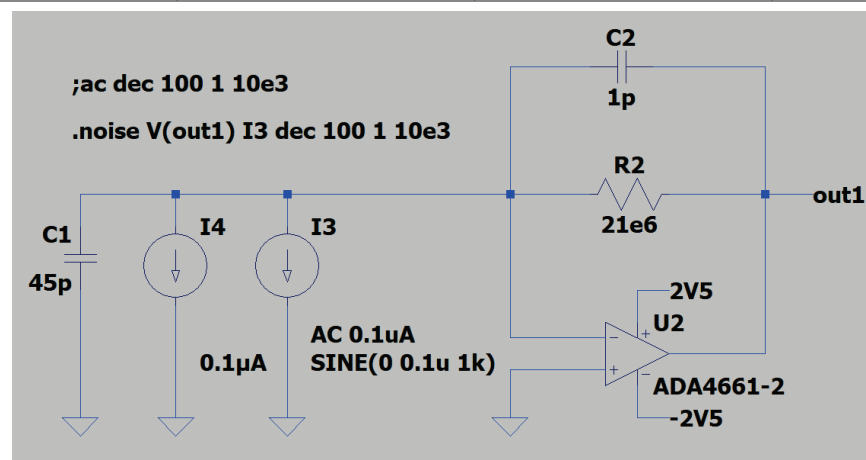 C2
1p
;ac dec 100 1 10e3
.noise V(out1) I3 dec 100 1 10e3
R2
21e6
out1
C1
45p
I4
0.1µA
I3
AC 0.1uA
SINE(0 0.1u 1k)
2V5
U2
+
−
+
−
ADA4661-2
-2V5